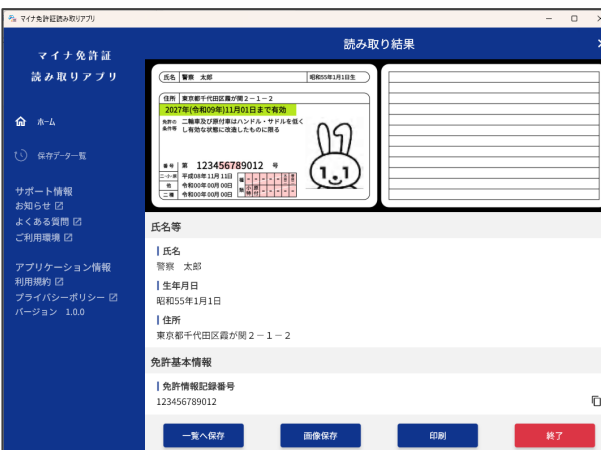 マイナ免許証読み取りアプリ
マイナ免許証
読み取りアプリ
ホーム
保存データ一覧
サポート情報
お知らせ
よくある質問
ご利用環境
アプリケーション情報
利用規約
プライバシーポリシー
バージョン 1.0.0
読み取り結果
氏名 警察 太郎 昭和55年1月1日生
住所 東京都千代田区霞が関2-1-2
2027年(令和09年)11月01日まで有効
免許の条件等 二輪車及び原付車はハンドル・サドルを低くし有効な状態に改造したものに限る
番号 第 123456789012 号
二・小・原 平成08年11月11日
他 令和00年00月00日
二種 令和00年00月00日
種類
1.1
氏名等
氏名
警察 太郎
生年月日
昭和55年1月1日
住所
東京都千代田区霞が関2-1-2
免許基本情報
免許情報記録番号
123456789012
一覧へ保存
画像保存
印刷
終了